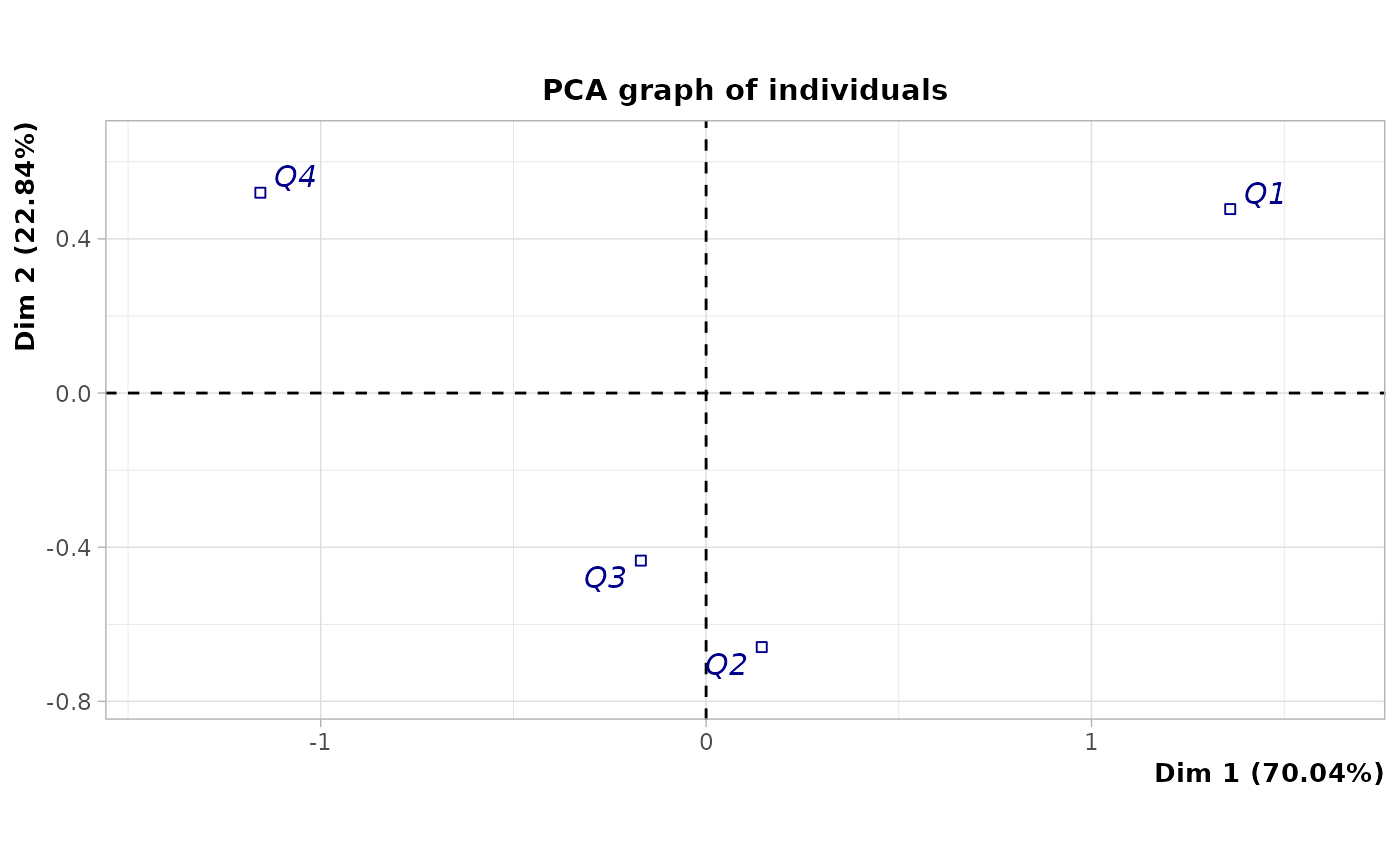 PCA graph of individuals
Dim 2 (22.84%)
Q4
Q1
0.4
0.0
-0.4
Q3
Q2
-0.8
-1
0
1
Dim 1 (70.04%)